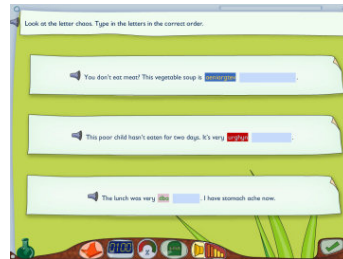 Look at the letter chaos. Type in the letters in the correct order.
You don't eat meat? This vegetable soup is .
This poor child hasn't eaten for two days. It's very urghyn .
The lunch was very . I have stomach ache now.
0100